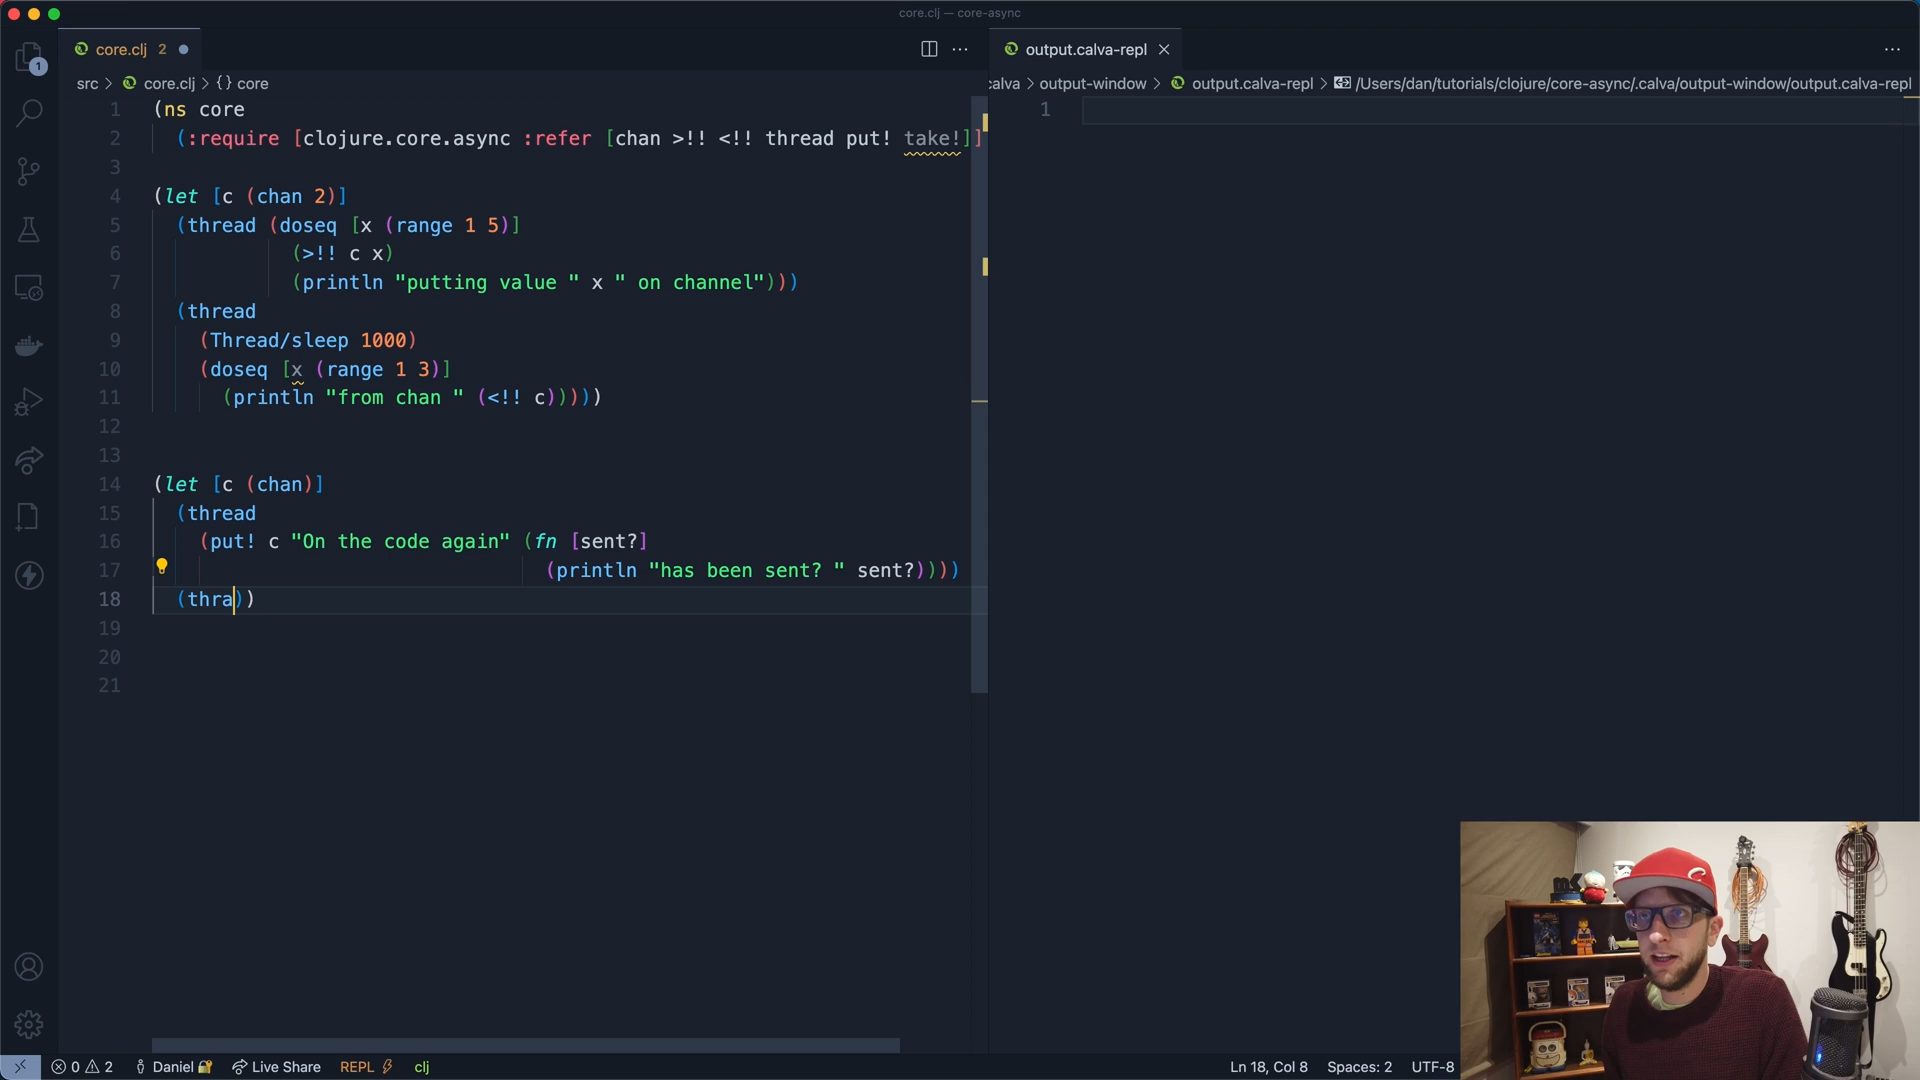 core.clj — core-async
core.clj 2
output.calva-repl
src > core.clj > {} core
calva > output-window > output.calva-repl > /Users/dan/tutorials/clojure/core-async/.calva/output-window/output.calva-repl
1
1 (ns core
2 (:require [clojure.core.async :refer [chan >!! <!! thread put! take!]]
3
4 (let [c (chan 2)]
5 (thread (doseq [x (range 1 5)]
6 (>!! c x)
7 (println "putting value " x " on channel")))
8 (thread
9 (Thread/sleep 1000)
10 (doseq [x (range 1 3)]
11 (println "from chan " (<!! c)))))
12
13
14 (let [c (chan)]
15 (thread
16 (put! c "On the code again" (fn [sent?]
17 (println "has been sent? " sent?))))
18 (thra))
19
20
21
1
0 2 Daniel Live Share REPL clj
Ln 18, Col 8 Spaces: 2 UTF-8